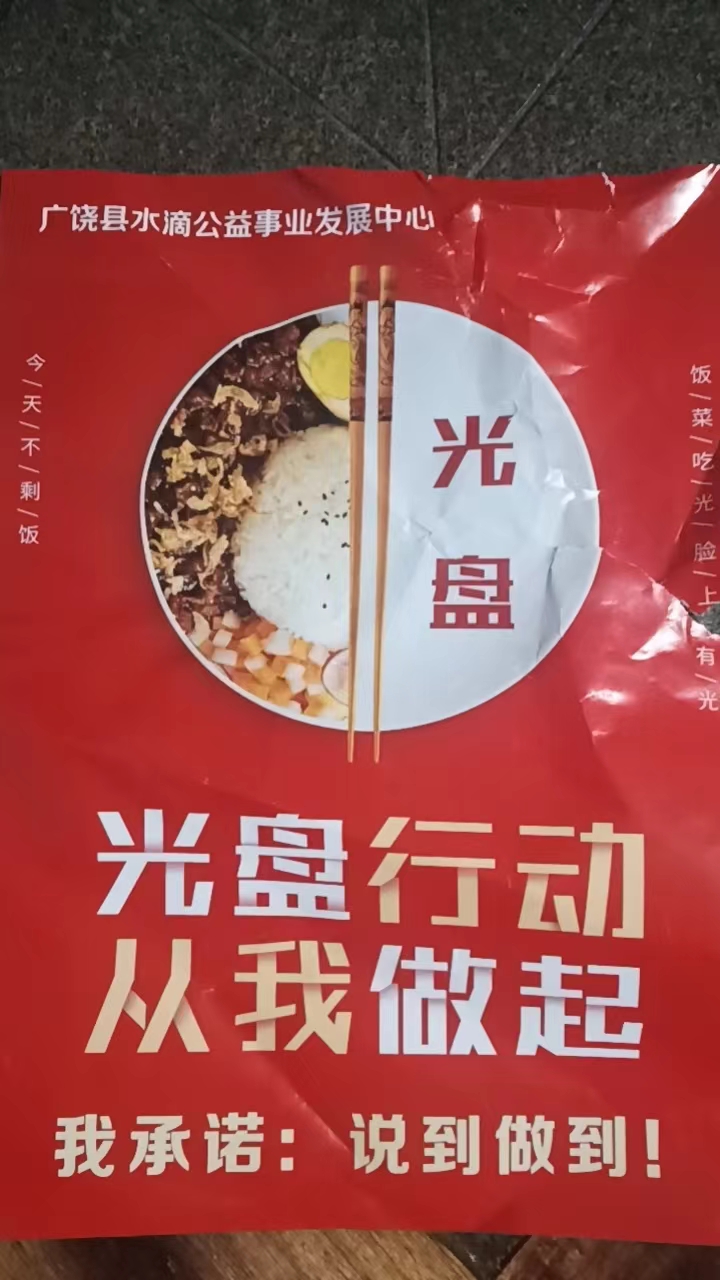 广饶县水滴公益事业发展中心
今/天/不/剩/饭
饭/菜/吃/光/脸/上/有/光
光
盘
光盘行动
从我做起
我承诺：说到做到！